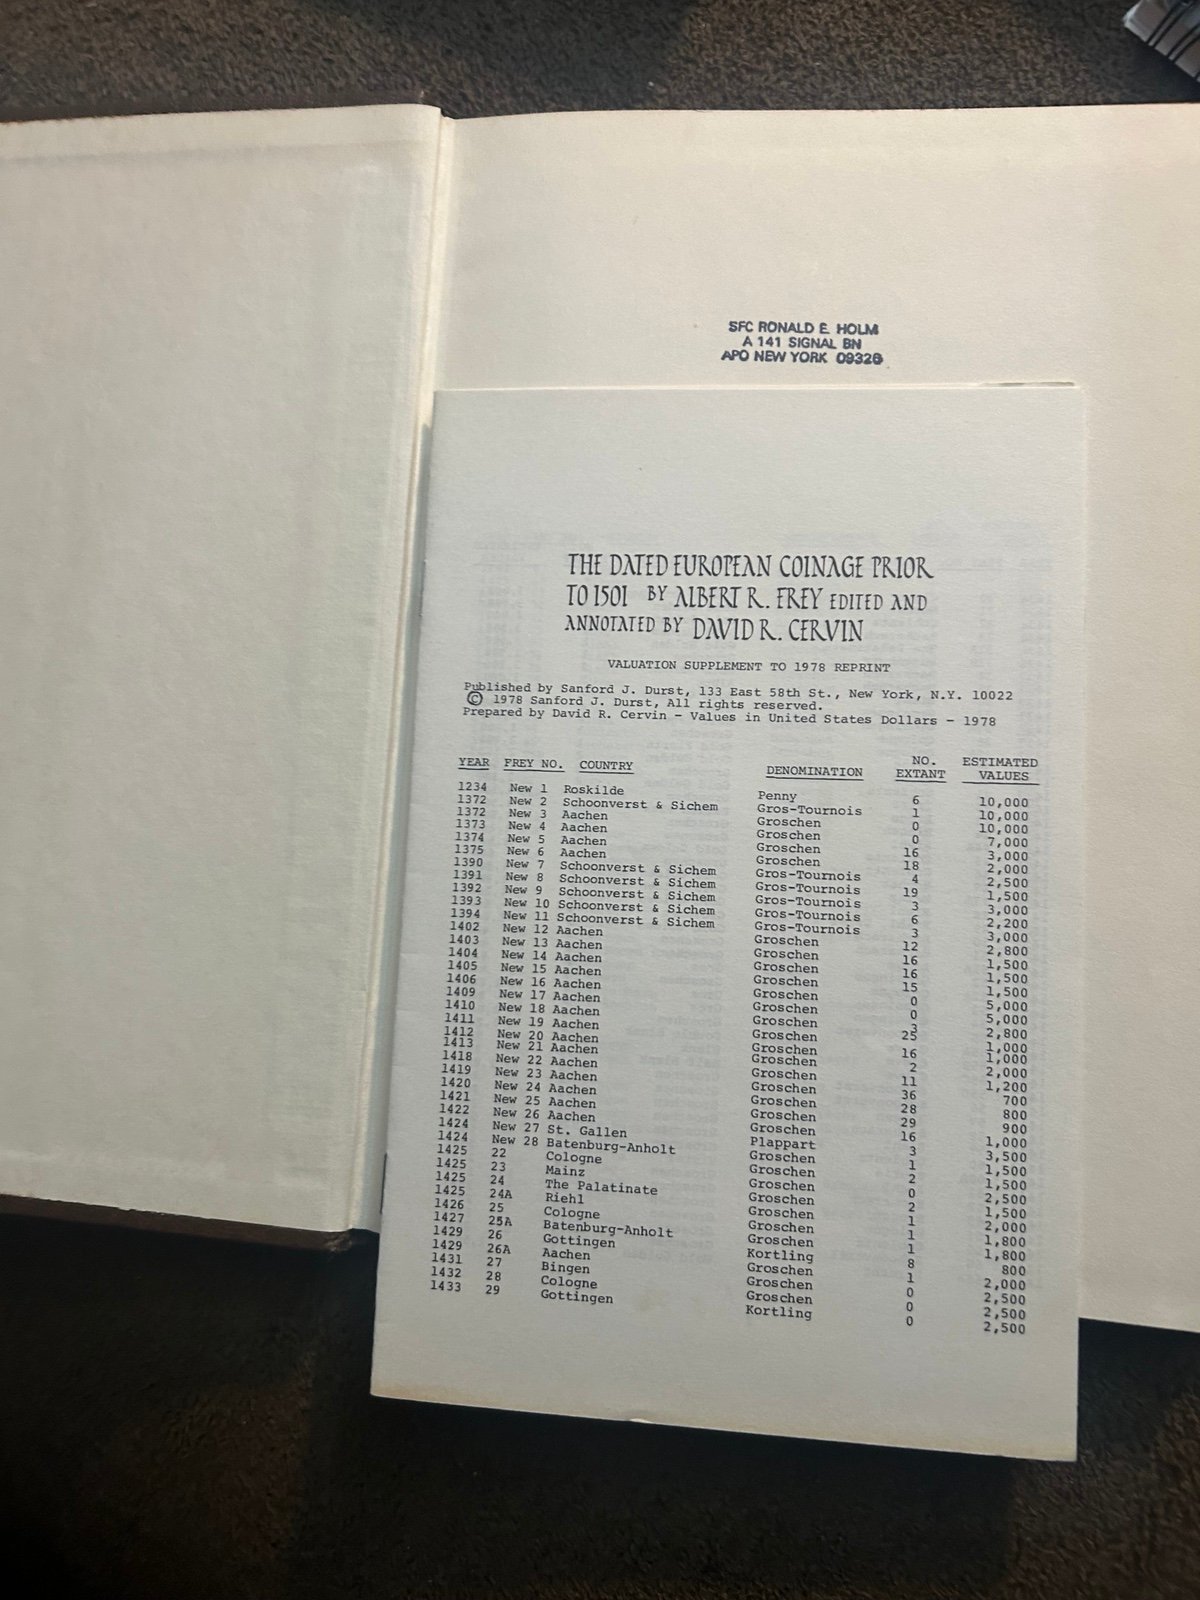 SFC RONALD E. HOLM
A 141 SIGNAL BN
APO NEW YORK 09326
THE DATED EUROPEAN COINAGE PRIOR
TO 1501 BY ALBERT R. FREY EDITED AND
ANNOTATED BY DAVID R. CERVIN
VALUATION SUPPLEMENT TO 1978 REPRINT
Published by Sanford J. Durst, 133 East 58th St., New York, N.Y. 10022
© 1978 Sanford J. Durst, All rights reserved.
Prepared by David R. Cervin - Values in United States Dollars - 1978
YEAR FREY NO. COUNTRY DENOMINATION NO. EXTANT ESTIMATED VALUES
1234 New 1 Roskilde Penny 6 10,000
1372 New 2 Schoonverst & Sichem Gros-Tournois 1 10,000
1372 New 3 Aachen Groschen 0 10,000
1373 New 4 Aachen Groschen 0 7,000
1374 New 5 Aachen Groschen 16 3,000
1375 New 6 Aachen Groschen 18 2,000
1390 New 7 Schoonverst & Sichem Gros-Tournois 4 2,500
1391 New 8 Schoonverst & Sichem Gros-Tournois 19 1,500
1392 New 9 Schoonverst & Sichem Gros-Tournois 3 3,000
1393 New 10 Schoonverst & Sichem Gros-Tournois 6 2,200
1394 New 11 Schoonverst & Sichem Gros-Tournois 3 3,000
1402 New 12 Aachen Groschen 12 2,800
1403 New 13 Aachen Groschen 16 1,500
1404 New 14 Aachen Groschen 16 1,500
1405 New 15 Aachen Groschen 15 1,500
1406 New 16 Aachen Groschen 0 5,000
1409 New 17 Aachen Groschen 0 5,000
1410 New 18 Aachen Groschen 3 2,800
1411 New 19 Aachen Groschen 25 1,000
1412 New 20 Aachen Groschen 16 1,000
1413 New 21 Aachen Groschen 2 2,000
1418 New 22 Aachen Groschen 11 1,200
1419 New 23 Aachen Groschen 36 700
1420 New 24 Aachen Groschen 28 800
1421 New 25 Aachen Groschen 29 900
1422 New 26 Aachen Groschen 16 1,000
1424 New 27 St. Gallen Plappart 3 3,500
1424 New 28 Batenburg-Anholt Groschen 1 1,500
1425 22 Cologne Groschen 2 1,500
1425 23 Mainz Groschen 0 2,500
1425 24 The Palatinate Groschen 2 1,500
1425 24A Riehl Groschen 1 2,000
1426 25 Cologne Groschen 1 1,800
1427 25A Batenburg-Anholt Groschen 1 1,800
1429 26 Gottingen Kortling 8 800
1429 26A Aachen Groschen 1 2,000
1431 27 Bingen Groschen 0 2,500
1432 28 Cologne Groschen 0 2,500
1433 29 Gottingen Kortling 0 2,500